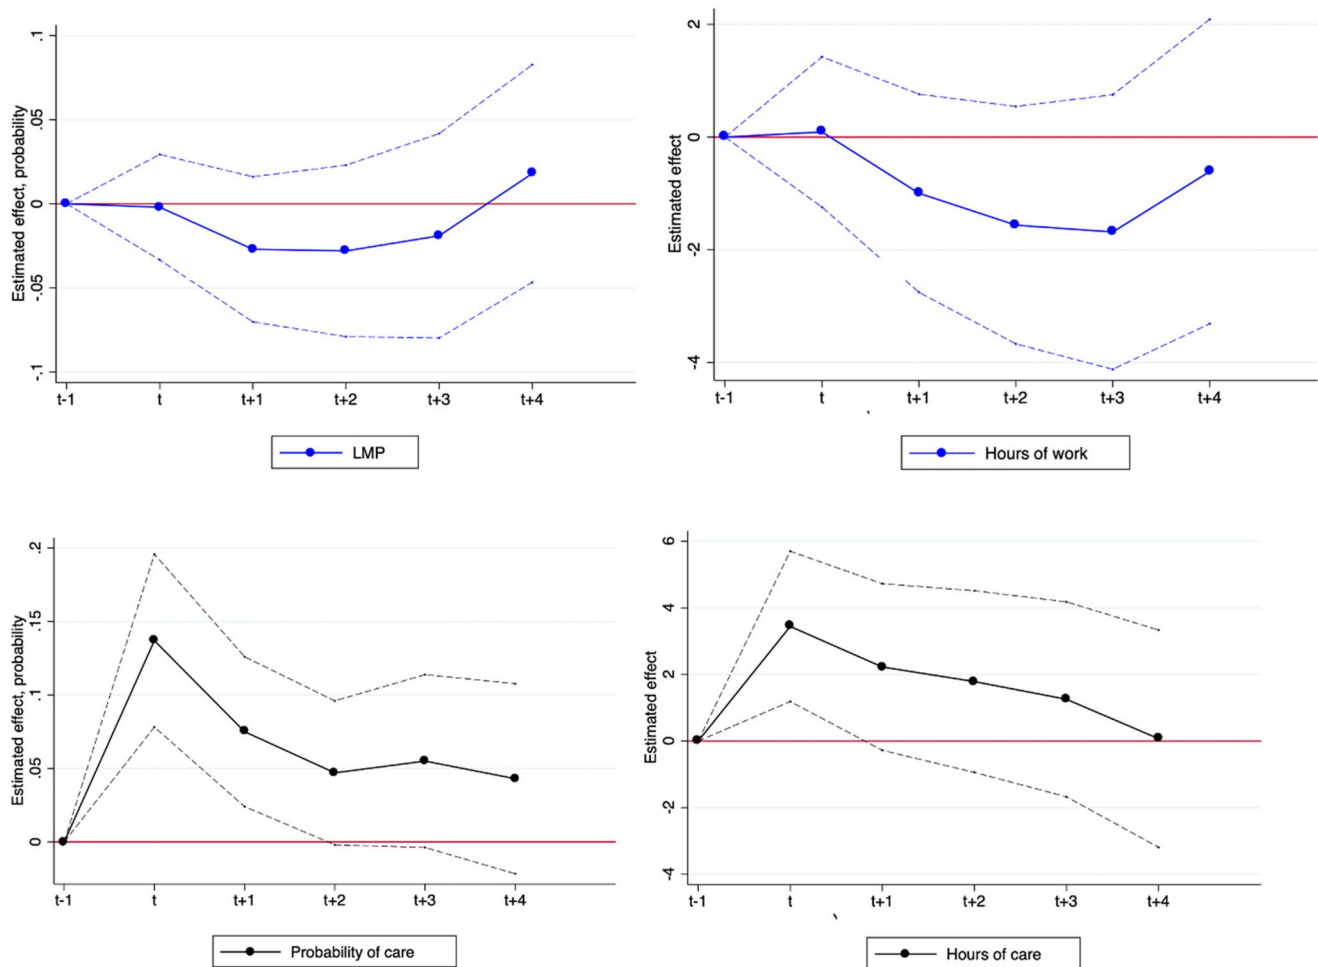 Estimated effect, probability
.1
.05
0
-.05
-.1
t-1 t t+1 t+2 t+3 t+4
LMP
Estimated effect
2
0
-2
-4
t-1 t t+1 t+2 t+3 t+4
Hours of work
Estimated effect, probability
.2
.15
.1
.05
0
t-1 t t+1 t+2 t+3 t+4
Probability of care
Estimated effect
6
4
2
0
-2
-4
t-1 t t+1 t+2 t+3 t+4
Hours of care